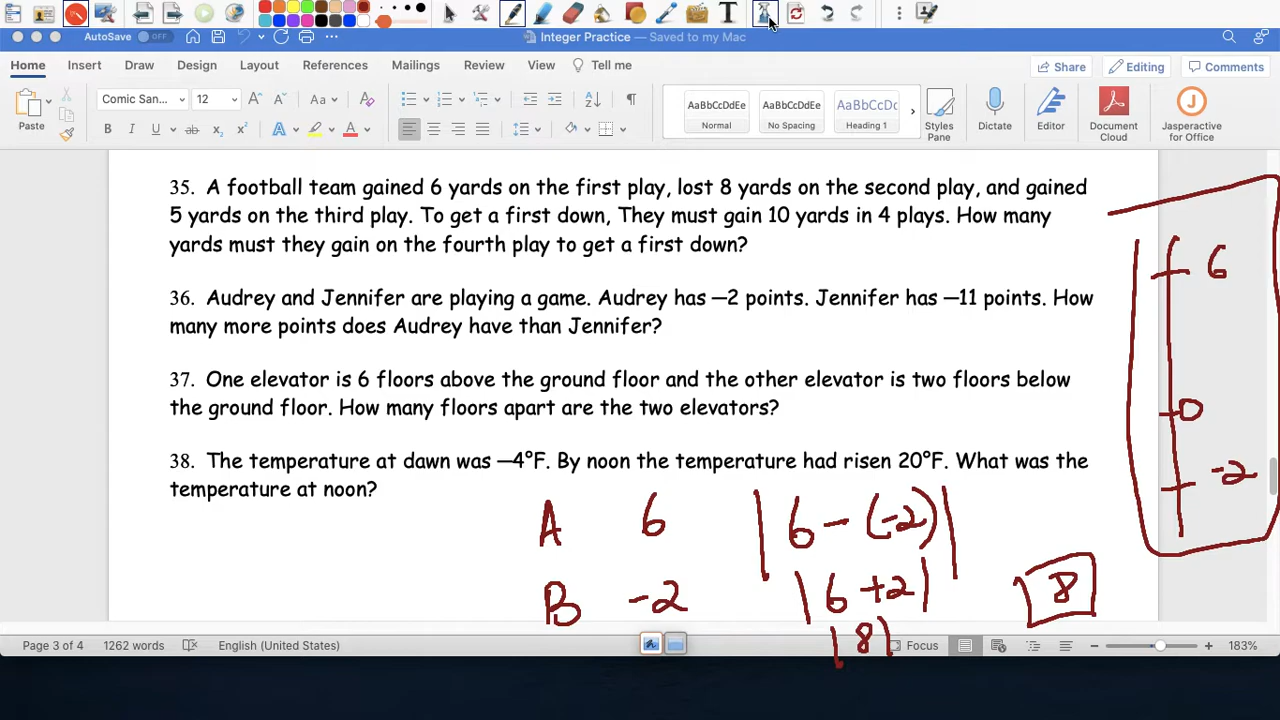 AutoSave OFF
Integer Practice — Saved to my Mac
Home Insert Draw Design Layout References Mailings Review View Tell me Share Editing Comments
Paste
Comic San... 12
AaBbCcDdEe AaBbCcDdEe AaBbCcDc
Normal No Spacing Heading 1
Styles Pane
Dictate
Editor
Document Cloud
Jasperactive for Office
35. A football team gained 6 yards on the first play, lost 8 yards on the second play, and gained
5 yards on the third play. To get a first down, They must gain 10 yards in 4 plays. How many
yards must they gain on the fourth play to get a first down?
36. Audrey and Jennifer are playing a game. Audrey has —2 points. Jennifer has —11 points. How
many more points does Audrey have than Jennifer?
37. One elevator is 6 floors above the ground floor and the other elevator is two floors below
the ground floor. How many floors apart are the two elevators?
38. The temperature at dawn was —4°F. By noon the temperature had risen 20°F. What was the
temperature at noon?
6
0
-2
A 6 |6-(-2)|
B -2 |6+2| 8
|8|
Page 3 of 4 1262 words English (United States) Focus 183%